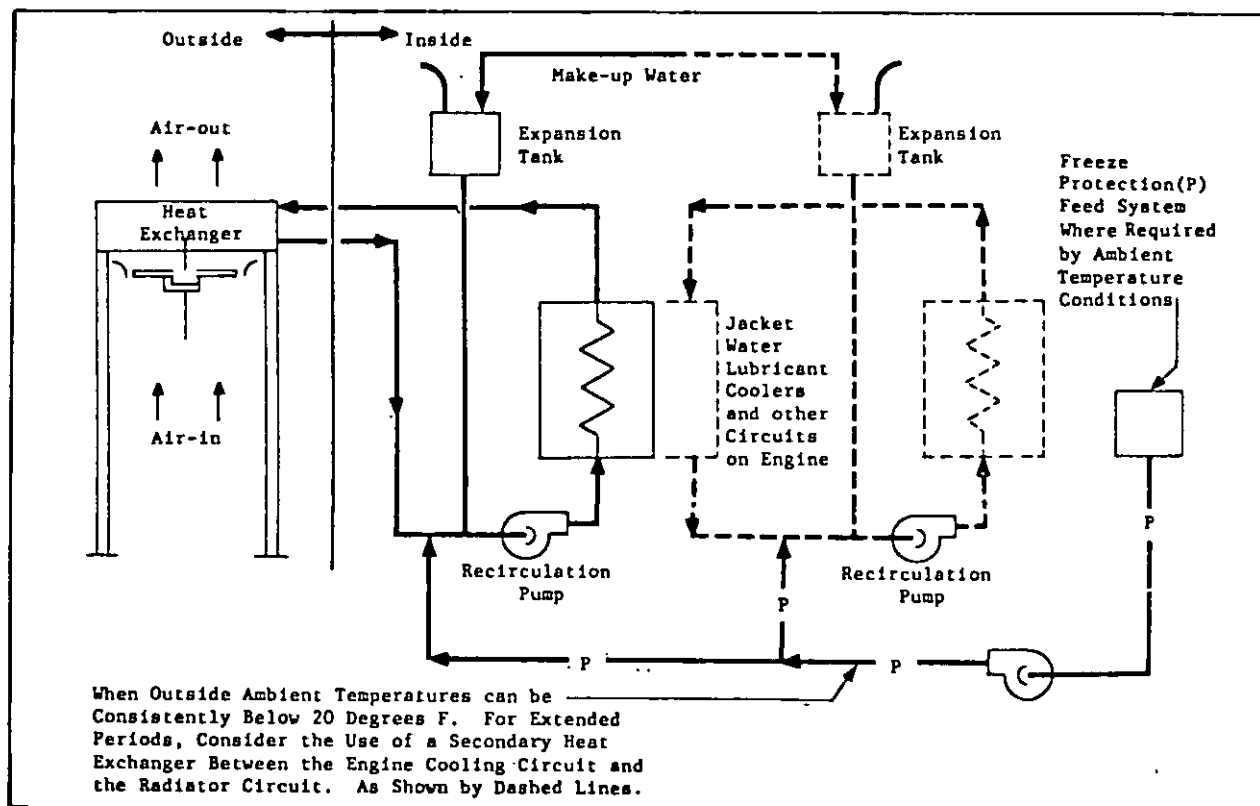 Outside
Inside
Make-up Water
Air-out
Expansion
Tank
Expansion
Tank
Freeze
Protection(P)
Feed System
Where Required
by Ambient
Temperature
Conditions
Heat
Exchanger
Jacket
Water
Lubricant
Coolers
and other
Circuits
on Engine
Air-in
Recirculation
Pump
Recirculation
Pump
P
P
P
P
When Outside Ambient Temperatures can be
Consistently Below 20 Degrees F. For Extended
Periods, Consider the Use of a Secondary Heat
Exchanger Between the Engine Cooling Circuit and
the Radiator Circuit. As Shown by Dashed Lines.